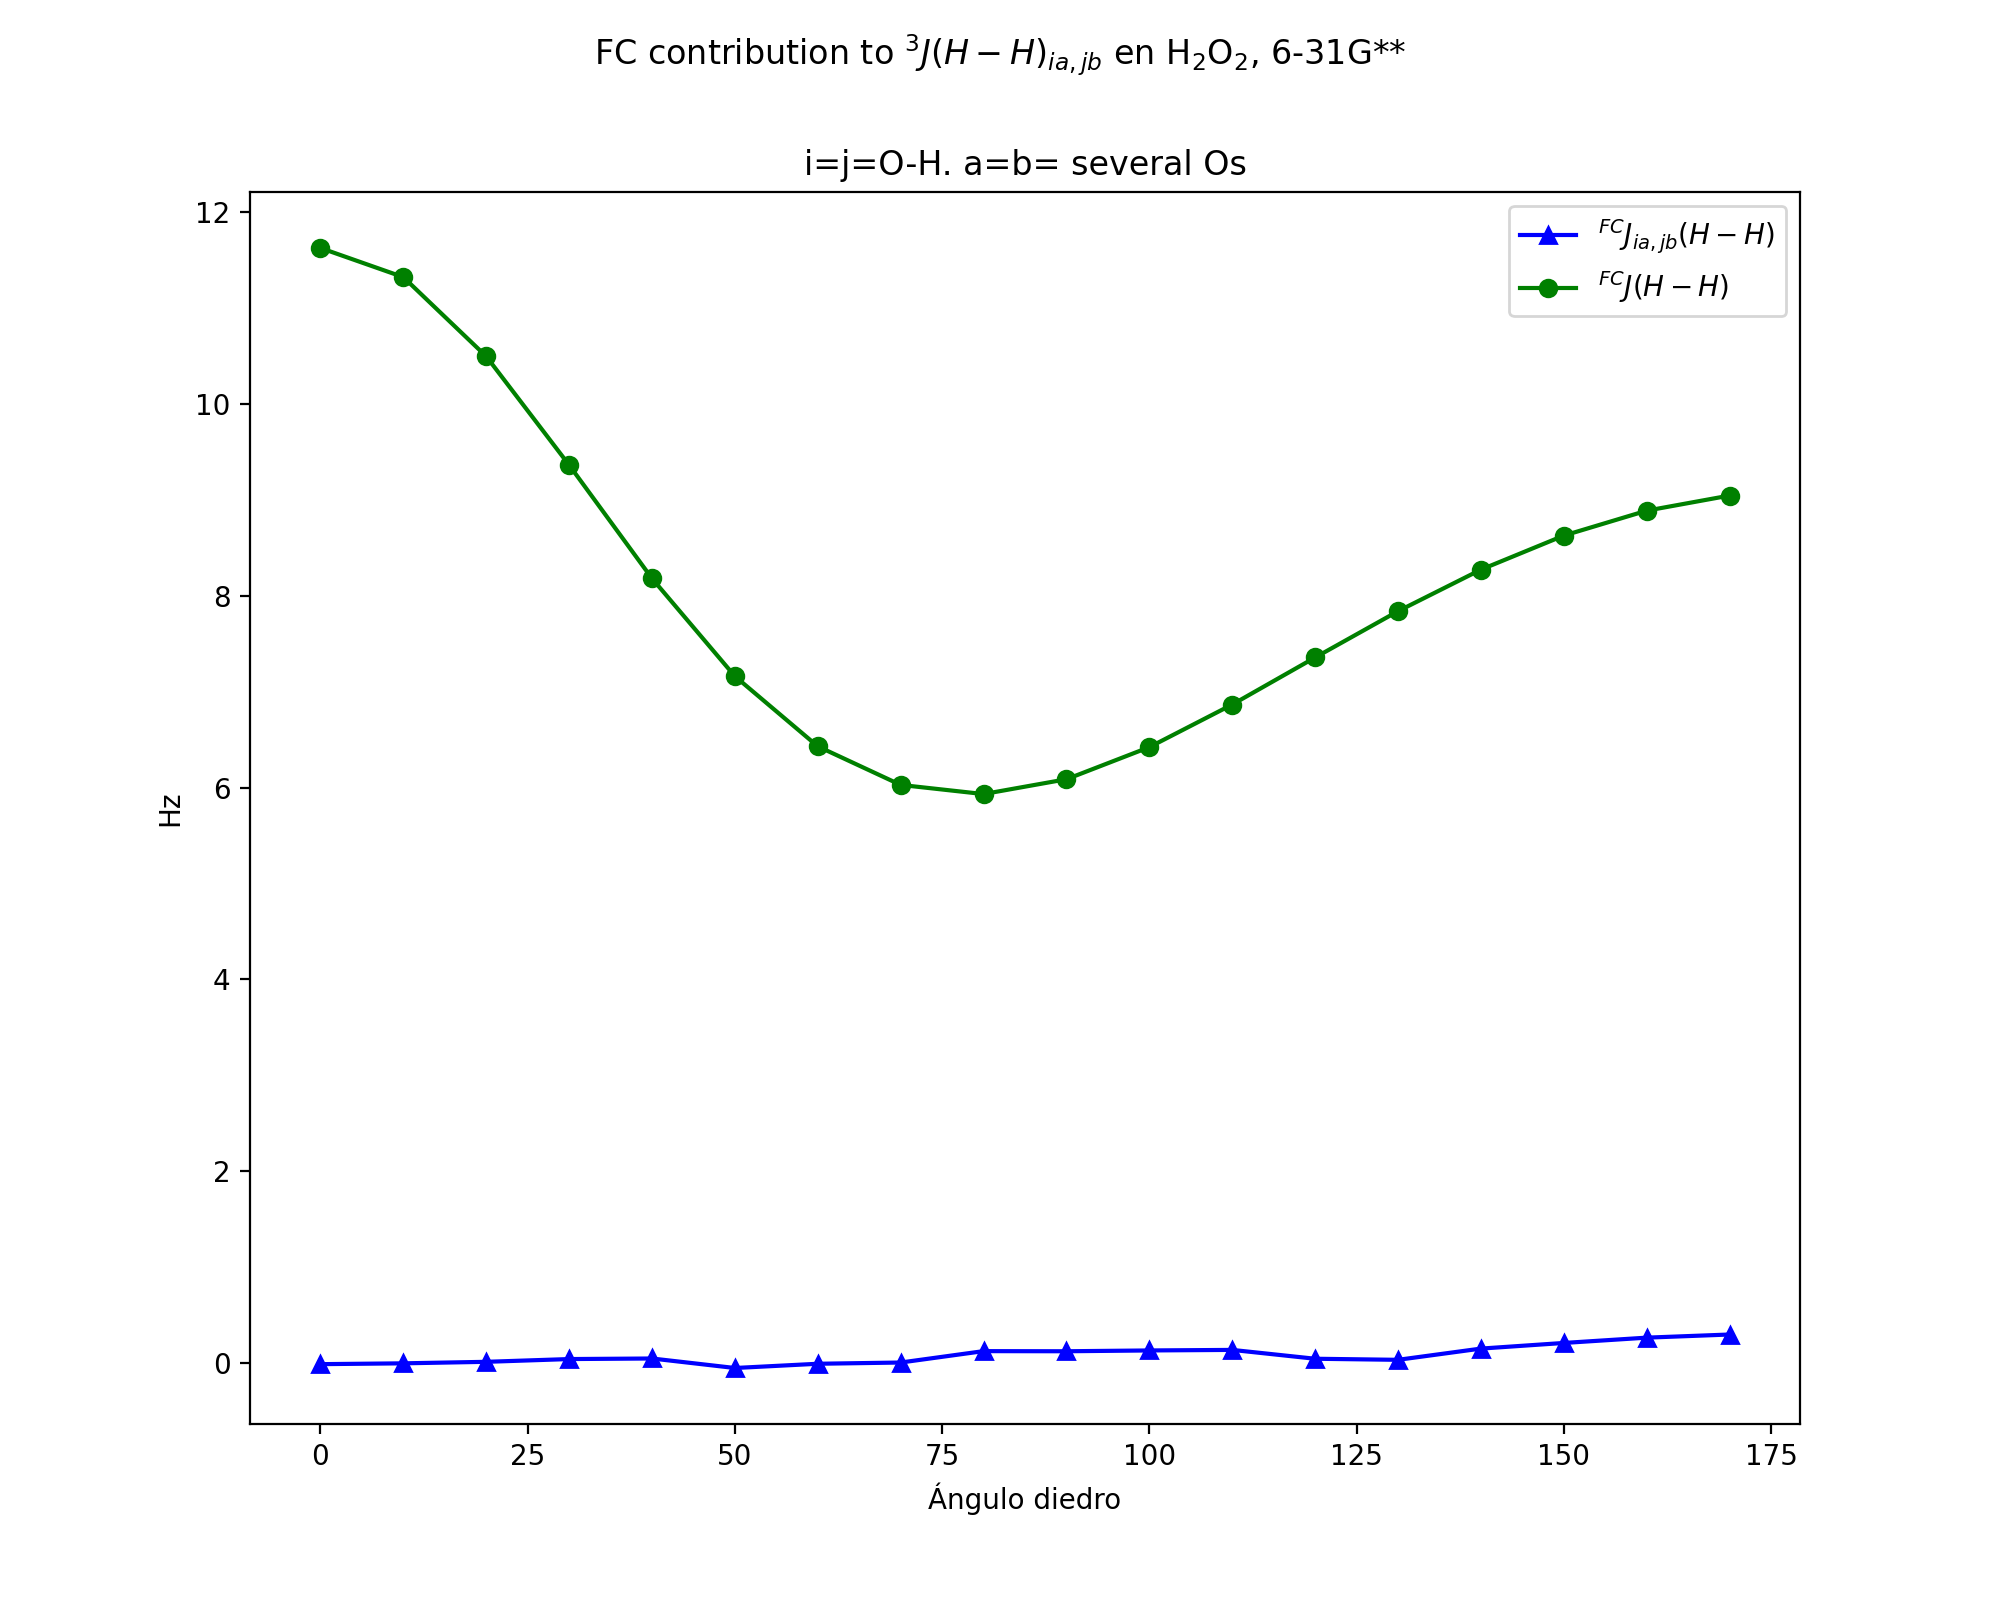 FC contribution to ³J(H − H)ia,jb en H₂O₂, 6-31G**
i=j=O-H. a=b= several Os
FCJia,jb(H − H)
FCJ(H − H)
12
10
8
6
4
2
0
Hz
0 25 50 75 100 125 150 175
Ángulo diedro